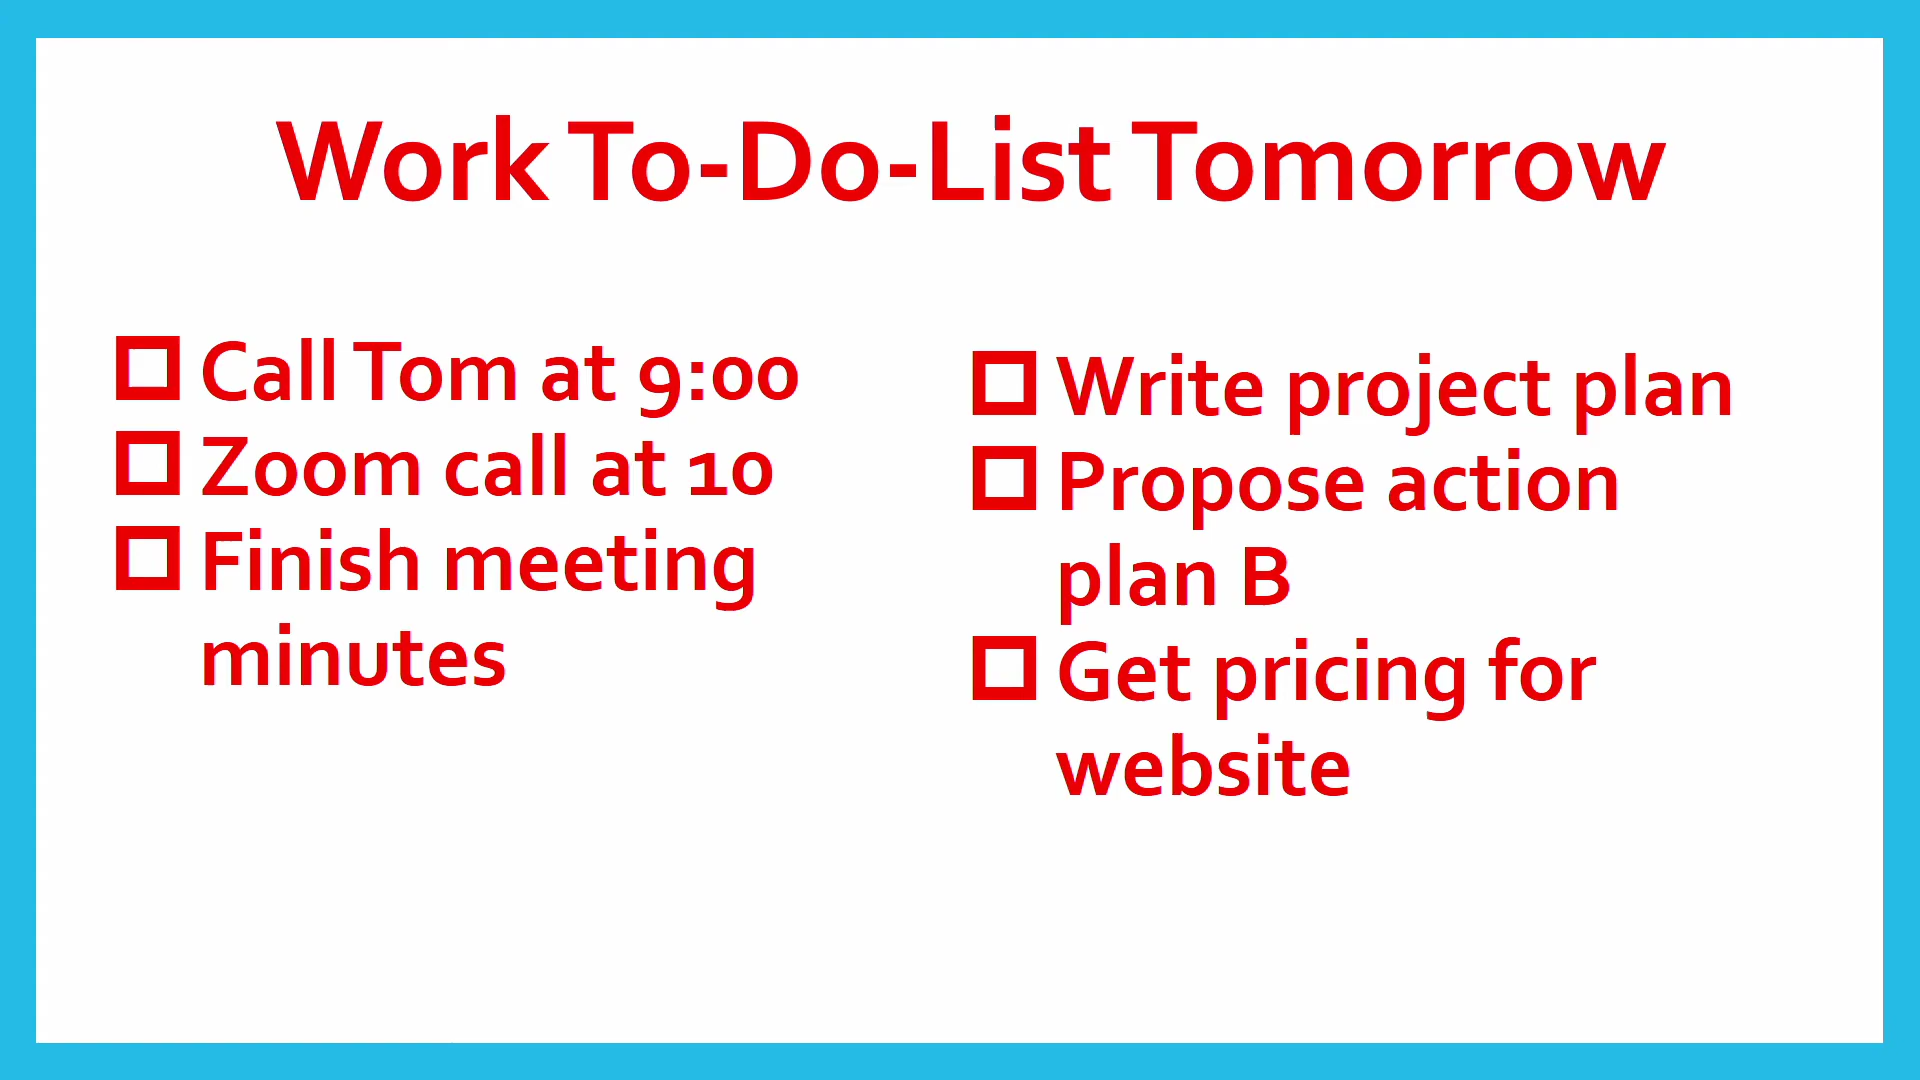 Work To-Do-List Tomorrow
Call Tom at 9:00
Zoom call at 10
Finish meeting
minutes
Write project plan
Propose action
plan B
Get pricing for
website